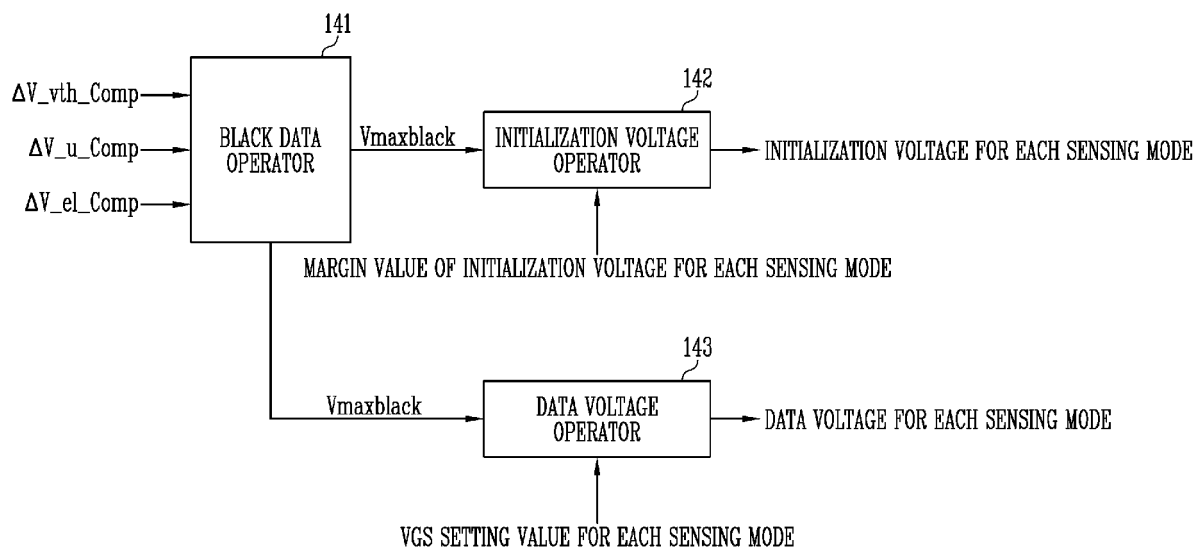 141
ΔV_vth_Comp
ΔV_u_Comp
ΔV_el_Comp
BLACK DATA
OPERATOR
Vmaxblack
142
INITIALIZATION VOLTAGE
OPERATOR
INITIALIZATION VOLTAGE FOR EACH SENSING MODE
MARGIN VALUE OF INITIALIZATION VOLTAGE FOR EACH SENSING MODE
143
Vmaxblack
DATA VOLTAGE
OPERATOR
DATA VOLTAGE FOR EACH SENSING MODE
VGS SETTING VALUE FOR EACH SENSING MODE